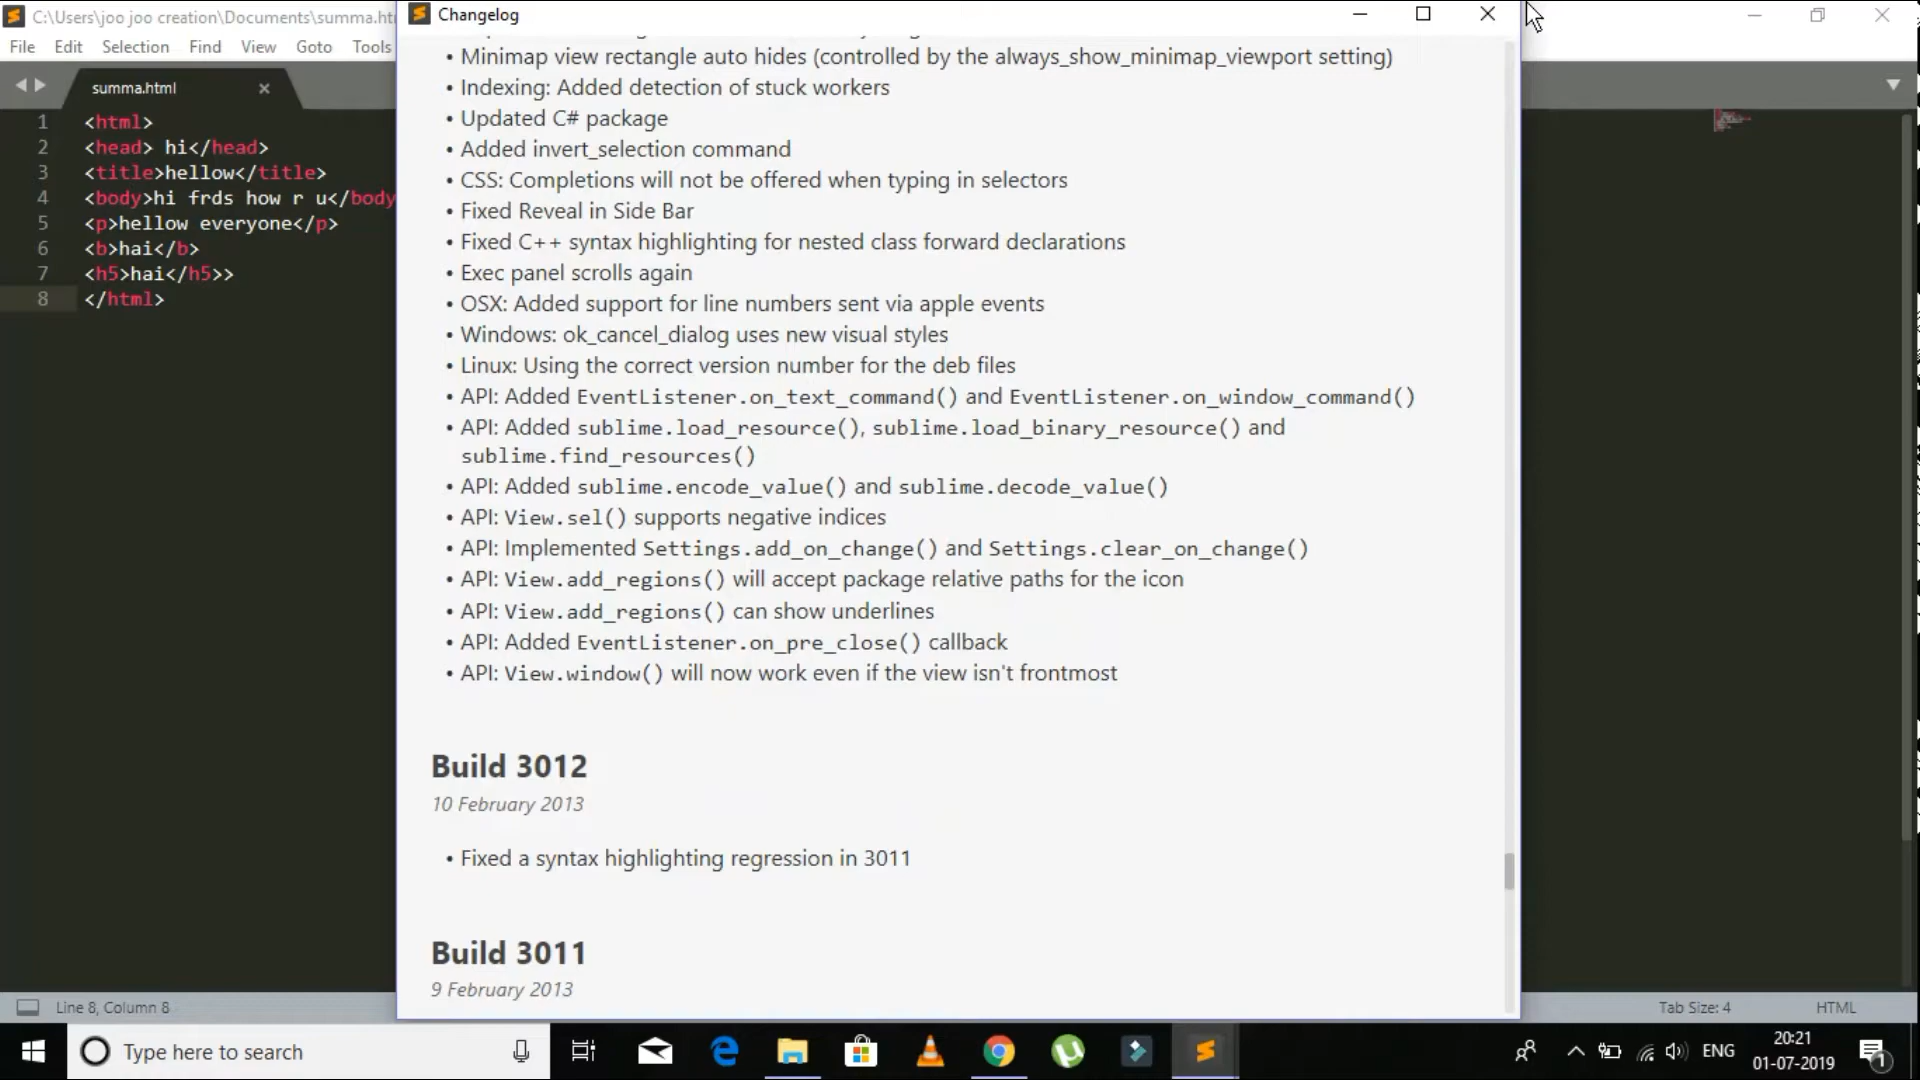 C:\Users\joo joo creation\Documents\summa.ht
File Edit Selection Find View Goto Tools
summa.html
1 <html>
2 <head> hi</head>
3 <title>hellow</title>
4 <body>hi frds how r u</body
5 <p>hellow everyone</p>
6 <b>hai</b>
7 <h5>hai</h5>>
8 </html>
Changelog
• Minimap view rectangle auto hides (controlled by the always_show_minimap_viewport setting)
• Indexing: Added detection of stuck workers
• Updated C# package
• Added invert_selection command
• CSS: Completions will not be offered when typing in selectors
• Fixed Reveal in Side Bar
• Fixed C++ syntax highlighting for nested class forward declarations
• Exec panel scrolls again
• OSX: Added support for line numbers sent via apple events
• Windows: ok_cancel_dialog uses new visual styles
• Linux: Using the correct version number for the deb files
• API: Added EventListener.on_text_command() and EventListener.on_window_command()
• API: Added sublime.load_resource(), sublime.load_binary_resource() and
sublime.find_resources()
• API: Added sublime.encode_value() and sublime.decode_value()
• API: View.sel() supports negative indices
• API: Implemented Settings.add_on_change() and Settings.clear_on_change()
• API: View.add_regions() will accept package relative paths for the icon
• API: View.add_regions() can show underlines
• API: Added EventListener.on_pre_close() callback
• API: View.window() will now work even if the view isn't frontmost
Build 3012
10 February 2013
• Fixed a syntax highlighting regression in 3011
Build 3011
9 February 2013
Line 8, Column 8
Tab Size: 4
HTML
Type here to search
ENG
20:21
01-07-2019
1